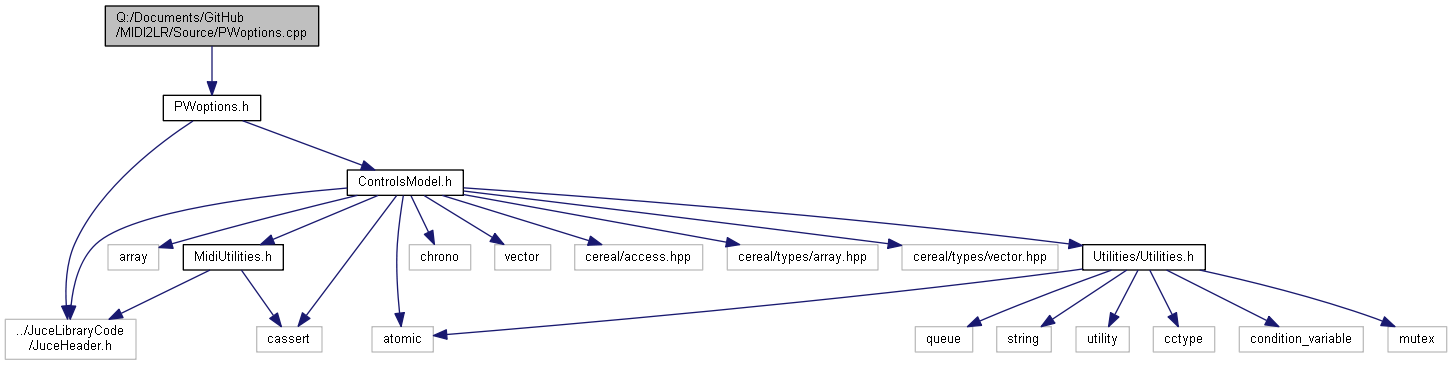 Q:/Documents/GitHub
/MIDI2LR/Source/PWoptions.cpp
PWoptions.h
ControlsModel.h
array
MidiUtilities.h
chrono
vector
cereal/access.hpp
cereal/types/array.hpp
cereal/types/vector.hpp
Utilities/Utilities.h
../JuceLibraryCode
/JuceHeader.h
cassert
atomic
queue
string
utility
cctype
condition_variable
mutex